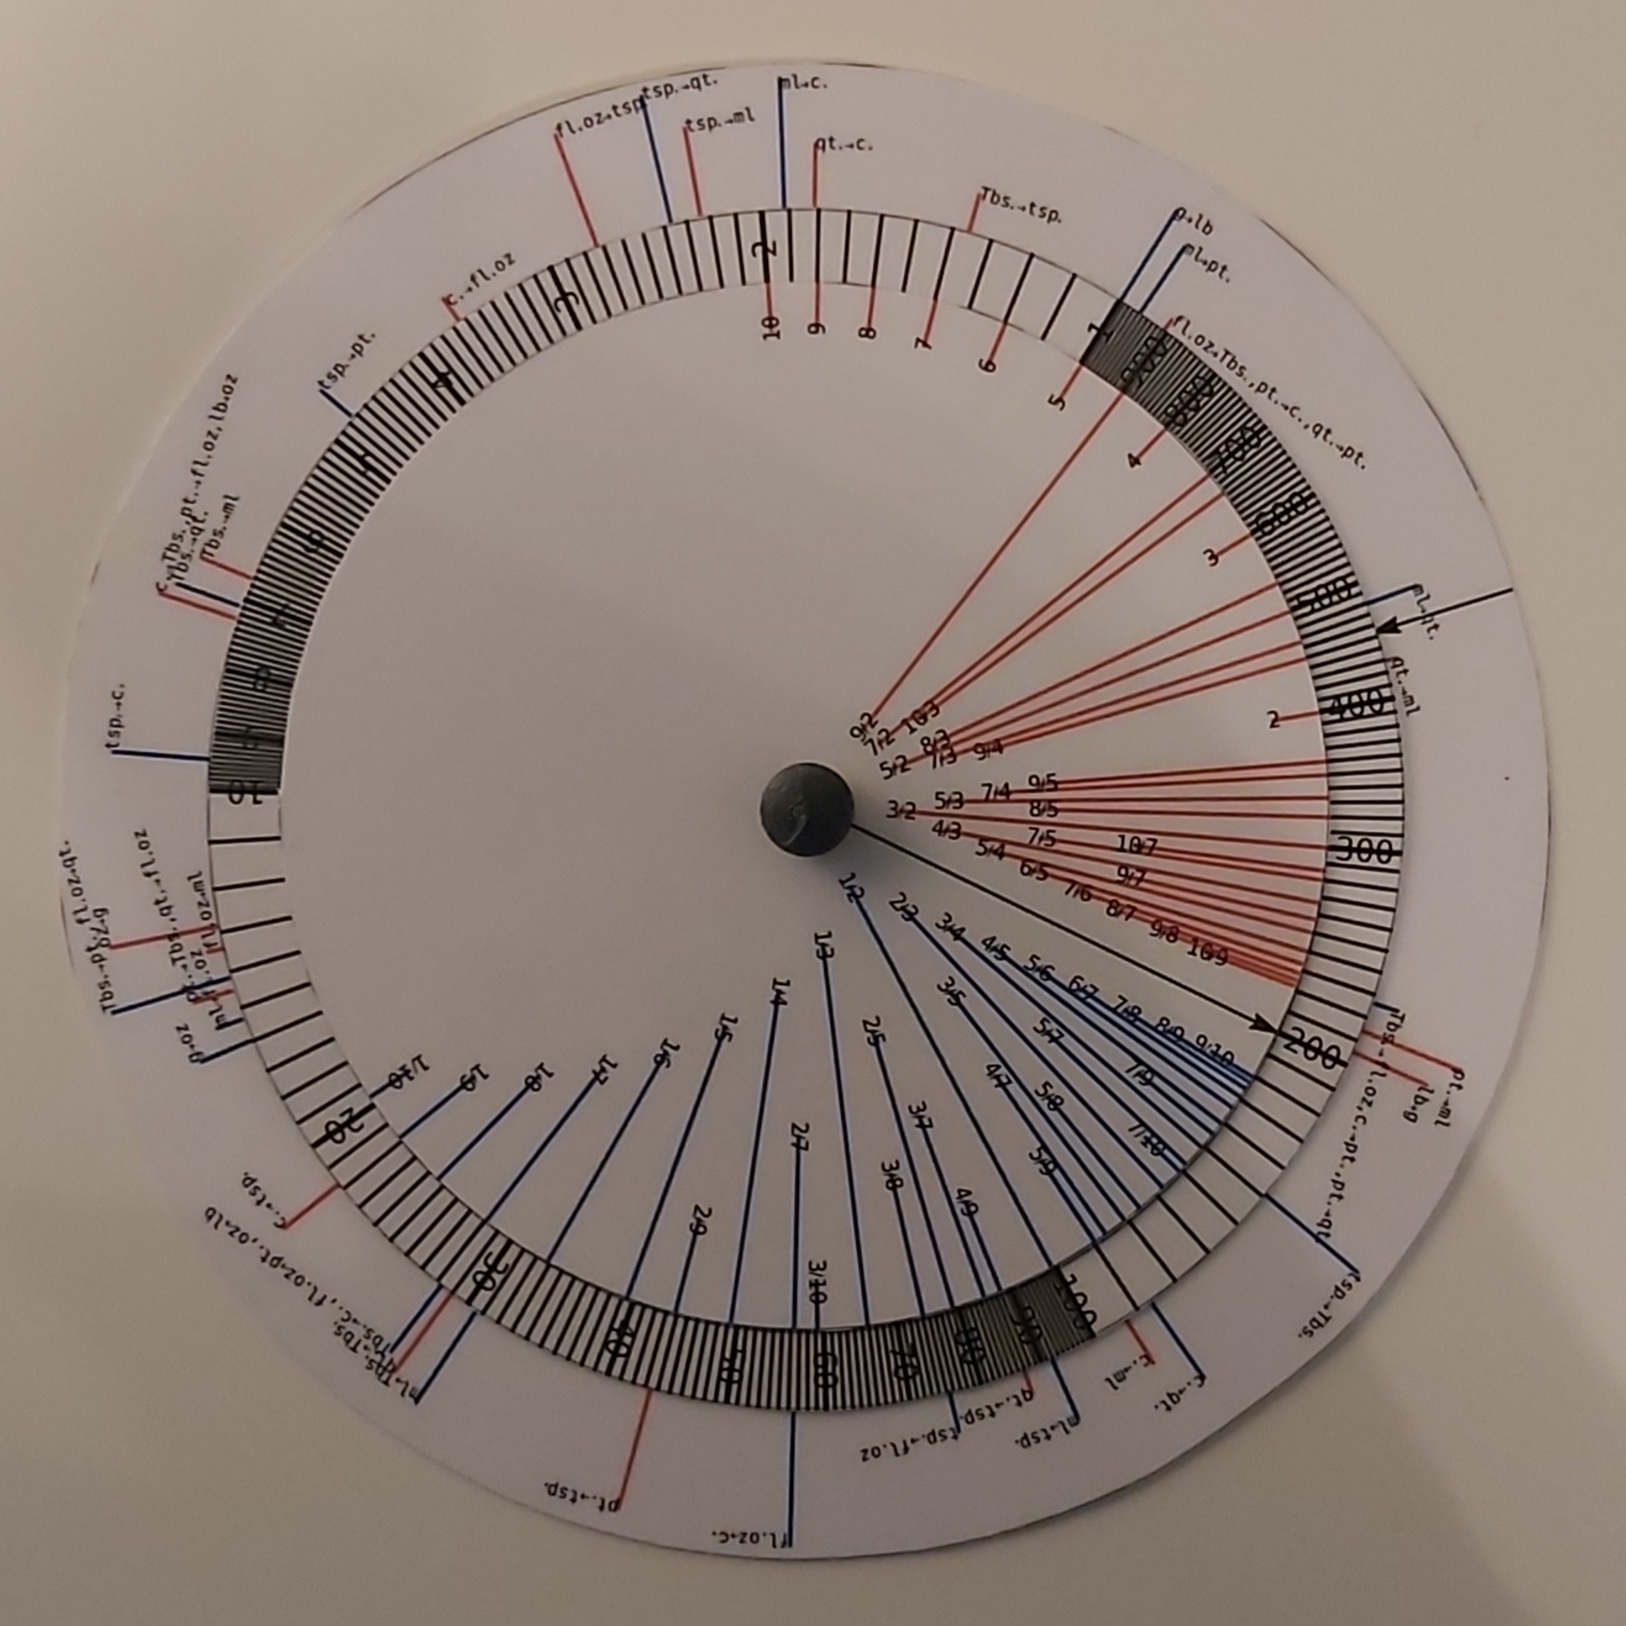 fl.oz→tsp.
tsp.→qt.
tsp.→ml
ml→c.
qt.→c.
Tbs.→tsp.
g→lb
ml→pt.
fl.oz→Tbs.,pt.→c.,qt.→pt.
ml→qt.
qt.→ml
pt.→ml
lb→g
Tbs.→fl.oz,c.→pt.,pt.→qt.
tsp.→Tbs.
c.→qt.
c.→ml
ml→tsp.
qt.→tsp.
tsp.→fl.oz
fl.oz→c.
pt.→tsp.
ml→Tbs.
Tbs.→c.,fl.oz→pt.,oz→lb
c.→tsp.
g→oz
Tbs.→pt.,fl.oz→qt.
oz→g
pt.→Tbs.,qt.→fl.oz
fl.oz→ml
tsp.→c.
c.→Tbs.,pt.→fl.oz,lb→oz
Tbs.→qt.
Tbs.→ml
tsp.→pt.
c.→fl.oz
1
2
3
4
5
6
7
8
9
10
20
30
40
50
60
70
80
90
100
200
300
400
500
600
700
800
900
10
9
8
7
6
5
4
3
2
9/2
7/2
10/3
5/2
8/3
7/3
9/4
9/5
7/4
5/3
8/5
3/2
10/7
7/5
4/3
9/7
5/4
6/5
7/6
8/7
9/8
10/9
9/10
8/9
7/8
6/7
5/6
4/5
7/9
3/4
5/7
7/10
2/3
5/8
3/5
4/7
5/9
1/2
4/9
3/7
2/5
3/8
1/3
3/10
2/7
1/4
2/9
1/5
1/6
1/7
1/8
1/9
1/10